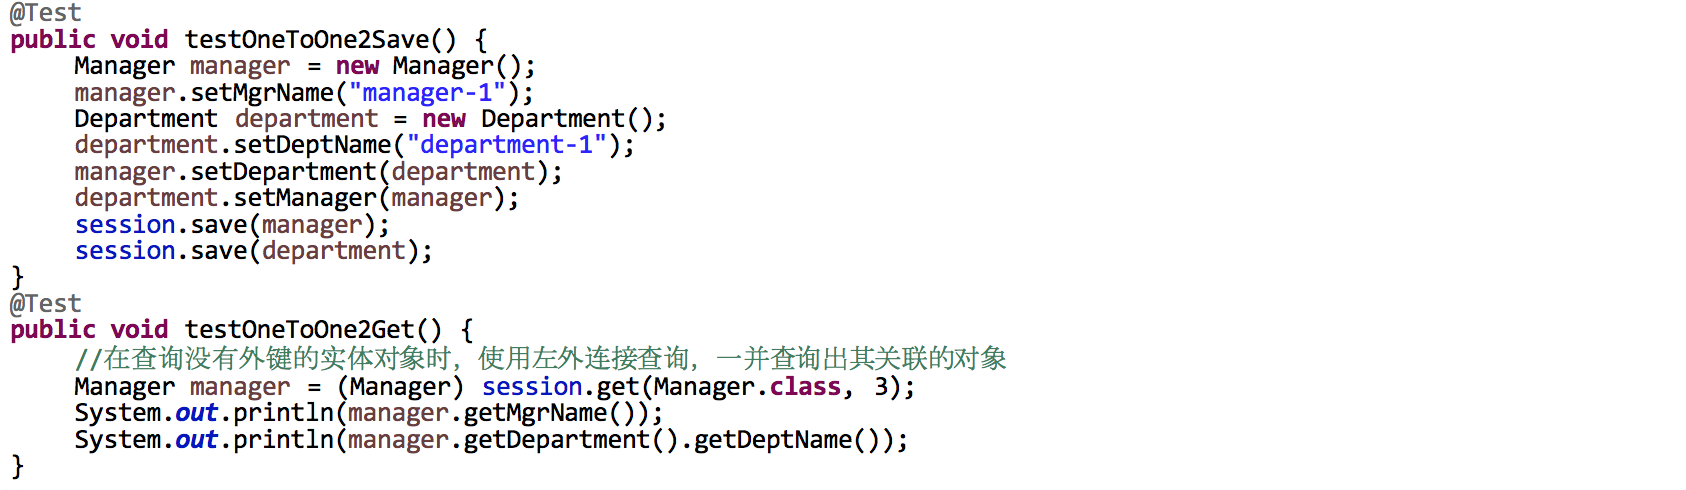 @Test
public void testOneToOne2Save() {
    Manager manager = new Manager();
    manager.setMgrName("manager-1");
    Department department = new Department();
    department.setDeptName("department-1");
    manager.setDepartment(department);
    department.setManager(manager);
    session.save(manager);
    session.save(department);
}
@Test
public void testOneToOne2Get() {
    //在查询没有外键的实体对象时，使用左外连接查询，一并查询出其关联的对象
    Manager manager = (Manager) session.get(Manager.class, 3);
    System.out.println(manager.getMgrName());
    System.out.println(manager.getDepartment().getDeptName());
}